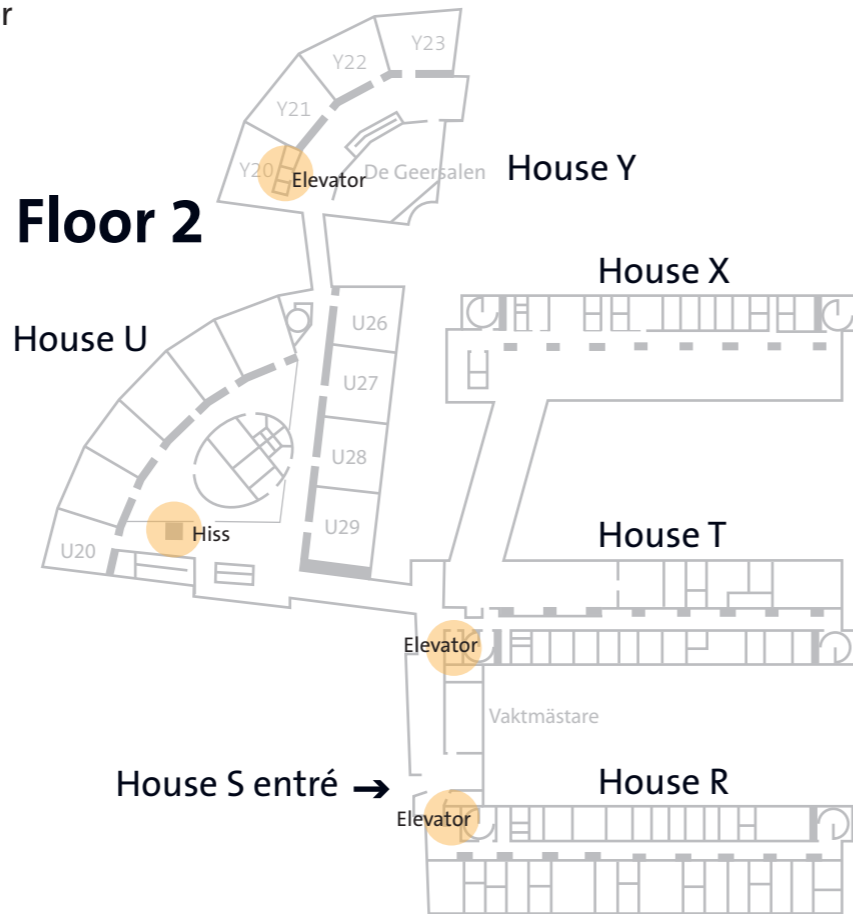 r
Y23
Y22
Y21
Y20
Elevator
De Geersalen
House Y
Floor 2
House X
House U
U26
U27
U28
U29
Hiss
U20
House T
Elevator
Vaktmästare
House S entré →
House R
Elevator